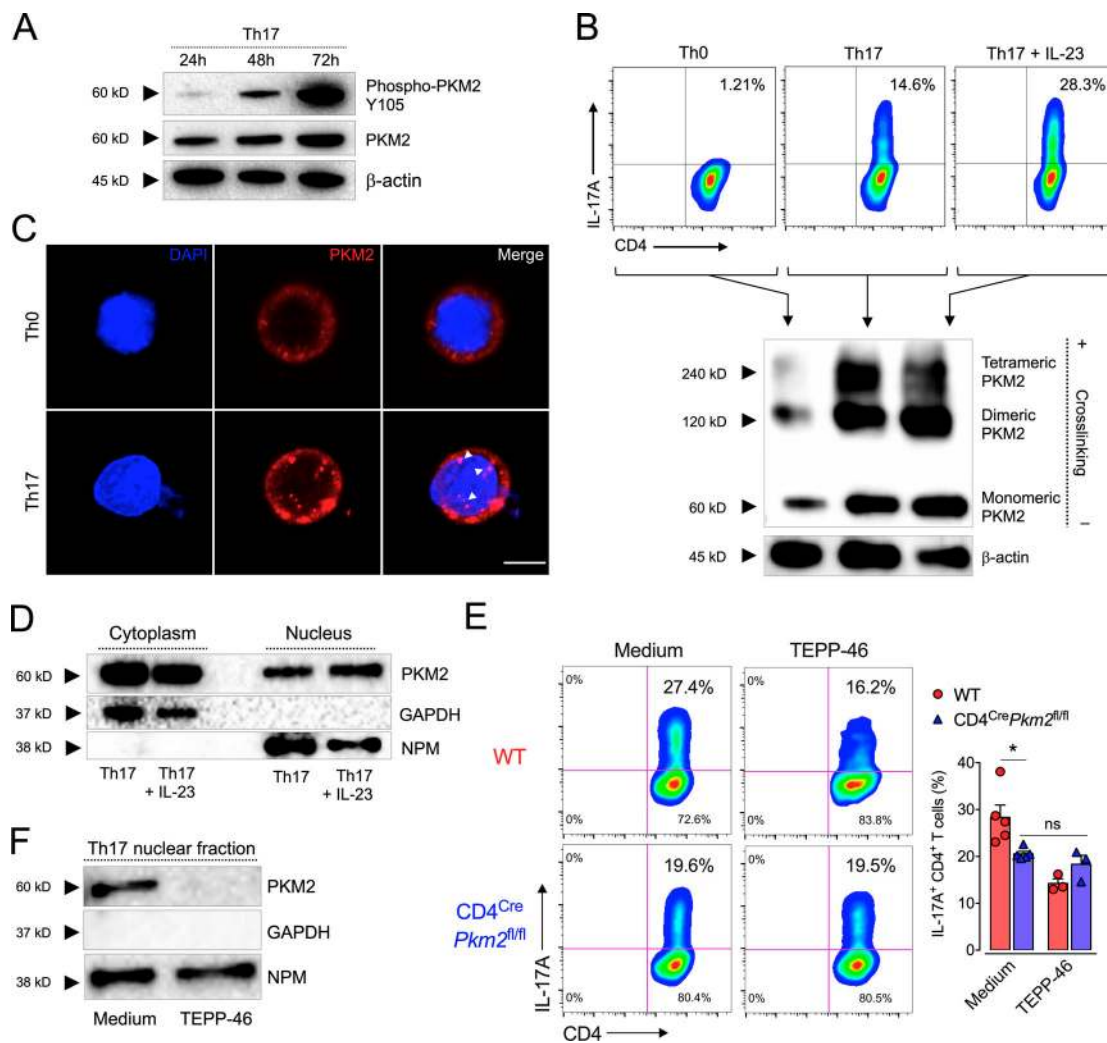 A
Th17
24h 48h 72h
60 kD
Phospho-PKM2
Y105
60 kD
PKM2
45 kD
β-actin
B
Th0
Th17
Th17 + IL-23
1.21%
14.6%
28.3%
IL-17A
CD4
240 kD
Tetrameric
PKM2
120 kD
Dimeric
PKM2
60 kD
Monomeric
PKM2
45 kD
β-actin
+
Crosslinking
–
C
DAPI
PKM2
Merge
Th0
Th17
D
Cytoplasm
Nucleus
60 kD
PKM2
37 kD
GAPDH
38 kD
NPM
Th17
Th17
+ IL-23
Th17
Th17
+ IL-23
E
Medium
TEPP-46
WT
0%
27.4%
0%
72.6%
0%
16.2%
0%
83.8%
CD4Cre
Pkm2fl/fl
0%
19.6%
0%
80.4%
0%
19.5%
0%
80.5%
IL-17A
CD4
WT
CD4CrePkm2fl/fl
IL-17A+ CD4+ T cells (%)
40
30
20
10
0
*
ns
Medium
TEPP-46
F
Th17 nuclear fraction
60 kD
PKM2
37 kD
GAPDH
38 kD
NPM
Medium
TEPP-46